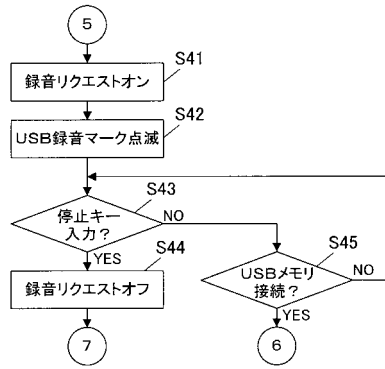 5
S41
録音リクエストオン
S42
USB録音マーク点滅
S43
停止キー
入力?
NO
YES
S44
録音リクエストオフ
7
S45
USBメモリ
接続?
NO
YES
6